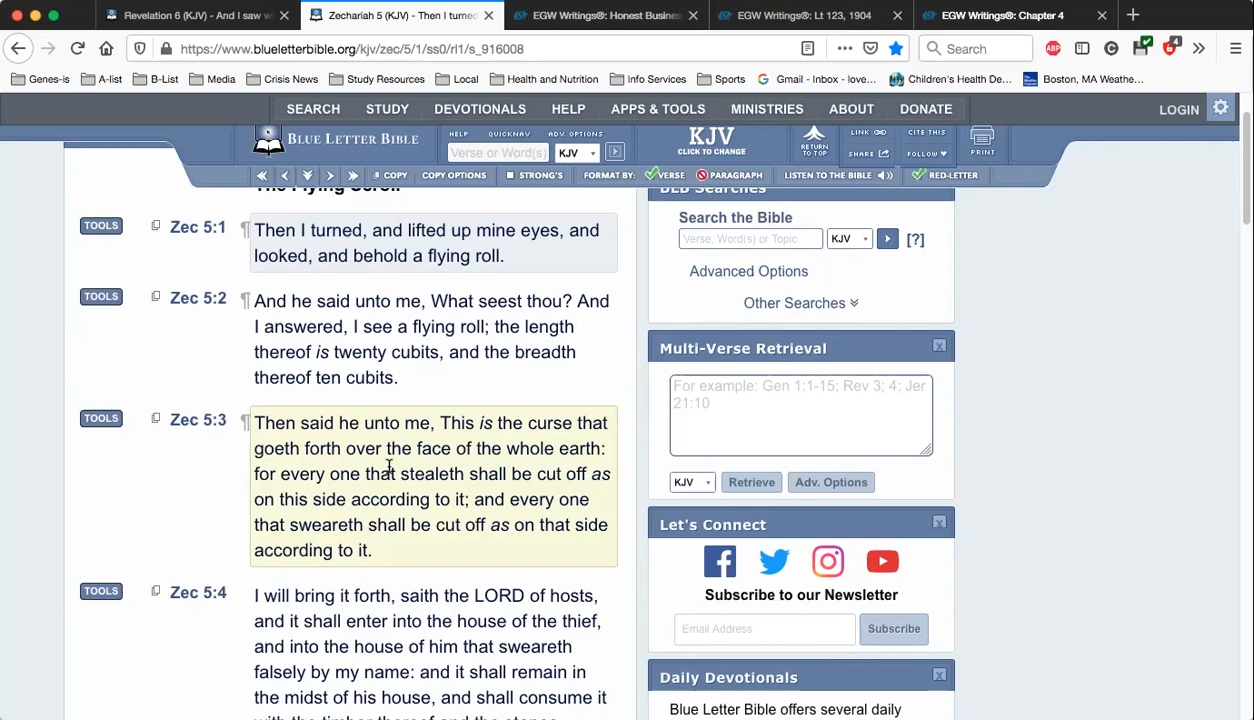 Revelation 6 (KJV) - And I saw w
Zechariah 5 (KJV) - Then I turned
EGW Writings®: Honest Business
EGW Writings®: Lt 123, 1904
EGW Writings®: Chapter 4
https://www.blueletterbible.org/kjv/zec/5/1/ss0/rl1/s_916008
Search
ABP
4
Genes-is
A-list
B-List
Media
Crisis News
Study Resources
Local
Health and Nutrition
Info Services
Sports
Gmail - Inbox - love...
Children's Health De...
Boston, MA Weathe...
SEARCH STUDY DEVOTIONALS HELP APPS & TOOLS MINISTRIES ABOUT DONATE LOGIN
BLUE LETTER BIBLE
HELP QUICKNAV ADV. OPTIONS
Verse or Word(s) KJV
KJV
CLICK TO CHANGE
RETURN
TO TOP
LINK CITE THIS
SHARE FOLLOW
PRINT
COPY COPY OPTIONS STRONG'S FORMAT BY: VERSE PARAGRAPH LISTEN TO THE BIBLE RED-LETTER
The Flying Scroll
TOOLS Zec 5:1 ¶ Then I turned, and lifted up mine eyes, and
looked, and behold a flying roll.
TOOLS Zec 5:2 ¶ And he said unto me, What seest thou? And
I answered, I see a flying roll; the length
thereof is twenty cubits, and the breadth
thereof ten cubits.
TOOLS Zec 5:3 ¶ Then said he unto me, This is the curse that
goeth forth over the face of the whole earth:
for every one that stealeth shall be cut off as
on this side according to it; and every one
that sweareth shall be cut off as on that side
according to it.
TOOLS Zec 5:4 I will bring it forth, saith the LORD of hosts,
and it shall enter into the house of the thief,
and into the house of him that sweareth
falsely by my name: and it shall remain in
the midst of his house, and shall consume it
with the timber thereof and the stones
BLB Searches
Search the Bible
Verse, Word(s) or Topic KJV [?]
Advanced Options
Other Searches
Multi-Verse Retrieval
For example: Gen 1:1-15; Rev 3; 4; Jer
21:10
KJV Retrieve Adv. Options
Let's Connect
Subscribe to our Newsletter
Email Address Subscribe
Daily Devotionals
Blue Letter Bible offers several daily